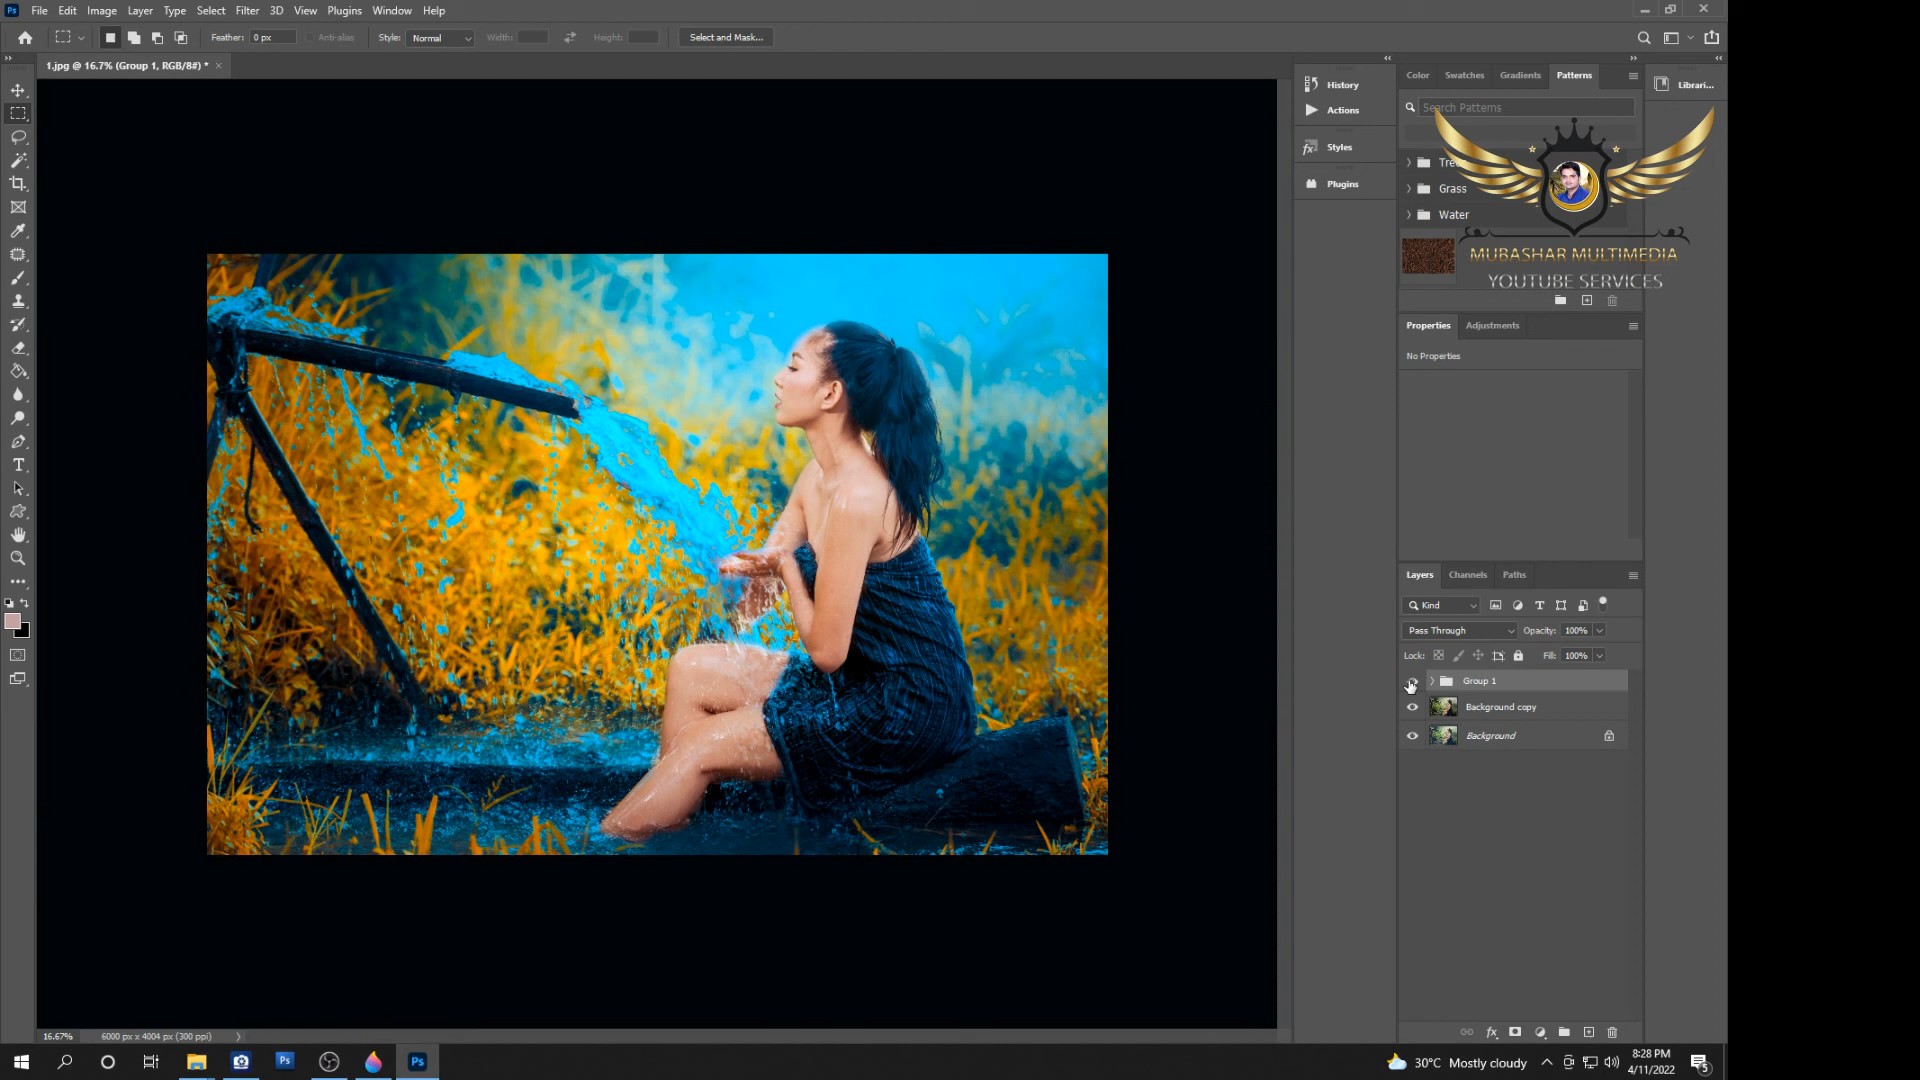 Ps File Edit Image Layer Type Select Filter 3D View Plugins Window Help
Feather: 0 px Anti-alias Style: Normal Width: Height: Select and Mask...
1.jpg @ 16.7% (Group 1, RGB/8#) * ×
History
Actions
Styles
Plugins
Color Swatches Gradients Patterns
Librari...
Search Patterns
Grass
Water
MUBASHAR MULTIMEDIA
YOUTUBE SERVICES
Properties Adjustments
No Properties
Layers Channels Paths
Kind
Pass Through Opacity: 100%
Lock: Fill: 100%
Group 1
Background copy
Background
16.67% 6000 px x 4004 px (300 ppi)
30°C Mostly cloudy
8:28 PM
4/11/2022
5